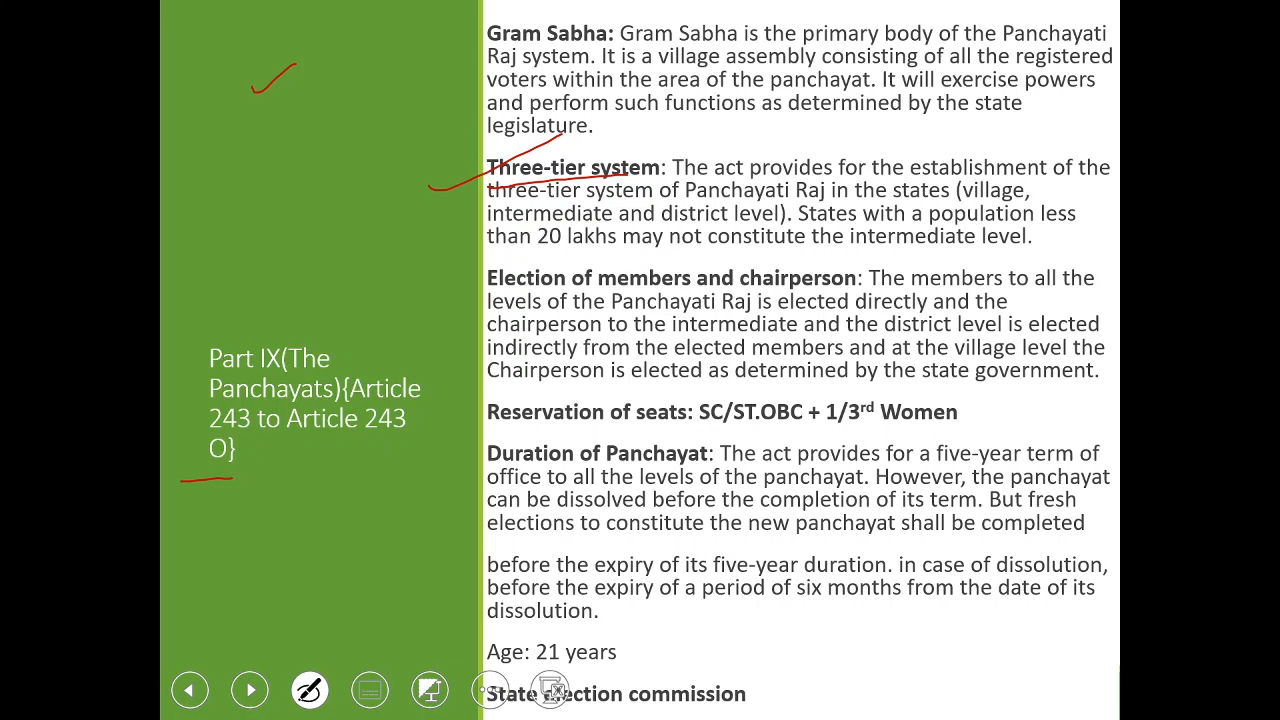 Part IX(The
Panchayats){Article
243 to Article 243
O}
Gram Sabha: Gram Sabha is the primary body of the Panchayati
Raj system. It is a village assembly consisting of all the registered
voters within the area of the panchayat. It will exercise powers
and perform such functions as determined by the state
legislature.
Three-tier system: The act provides for the establishment of the
three-tier system of Panchayati Raj in the states (village,
intermediate and district level). States with a population less
than 20 lakhs may not constitute the intermediate level.
Election of members and chairperson: The members to all the
levels of the Panchayati Raj is elected directly and the
chairperson to the intermediate and the district level is elected
indirectly from the elected members and at the village level the
Chairperson is elected as determined by the state government.
Reservation of seats: SC/ST.OBC + 1/3rd Women
Duration of Panchayat: The act provides for a five-year term of
office to all the levels of the panchayat. However, the panchayat
can be dissolved before the completion of its term. But fresh
elections to constitute the new panchayat shall be completed
before the expiry of its five-year duration. in case of dissolution,
before the expiry of a period of six months from the date of its
dissolution.
Age: 21 years
State election commission